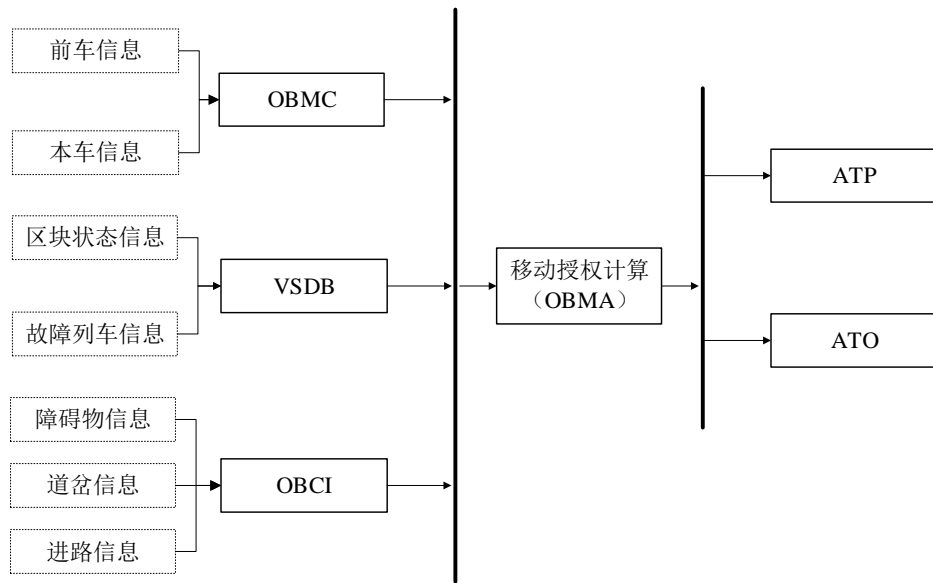 前车信息
OBMC
本车信息
区块状态信息
VSDB
故障列车信息
障碍物信息
道岔信息
OBCI
进路信息
移动授权计算
（OBMA）
ATP
ATO